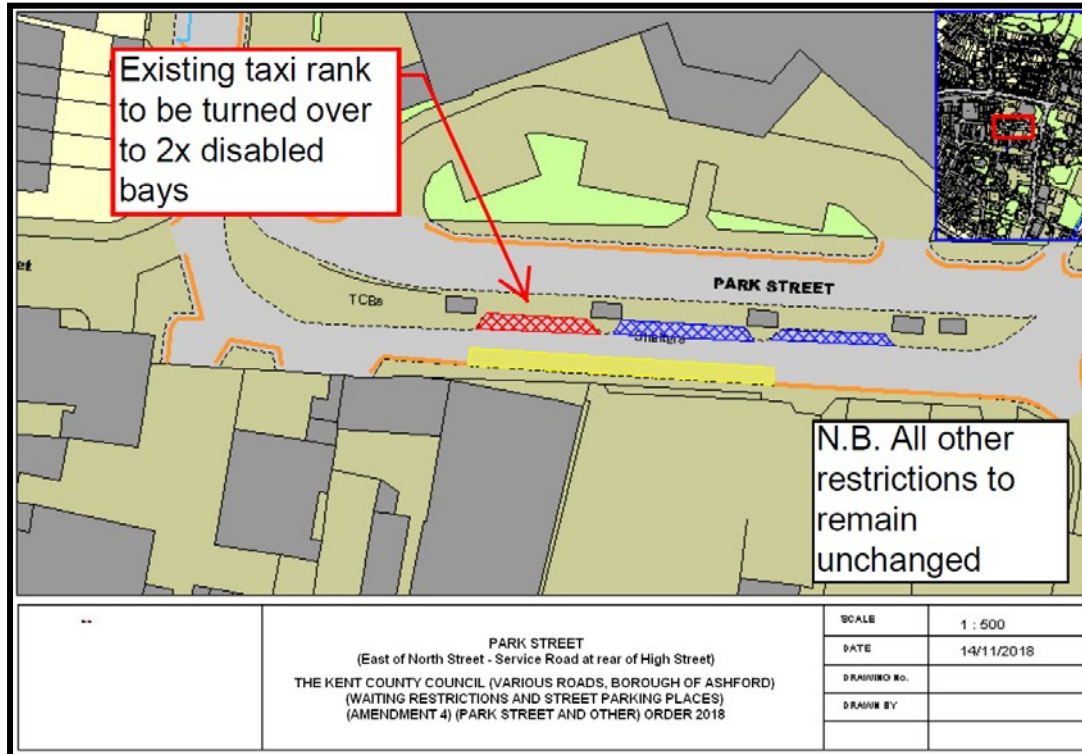 Existing taxi rank
to be turned over
to 2x disabled
bays
et
PARK STREET
TCBs
Shelters
N.B. All other
restrictions to
remain
unchanged
--
PARK STREET
(East of North Street - Service Road at rear of High Street)
THE KENT COUNTY COUNCIL (VARIOUS ROADS, BOROUGH OF ASHFORD)
(WAITING RESTRICTIONS AND STREET PARKING PLACES)
(AMENDMENT 4) (PARK STREET AND OTHER) ORDER 2018
SCALE 1 : 500
DATE 14/11/2018
DRAWING No.
DRAWN BY